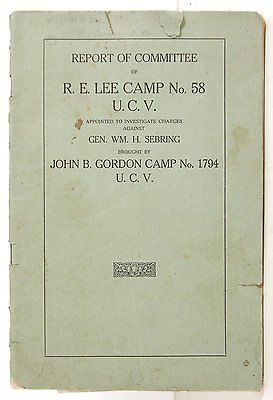 REPORT OF COMMITTEE
OF
R. E. LEE CAMP No. 58
U. C. V.
APPOINTED TO INVESTIGATE CHARGES
AGAINST
GEN. WM. H. SEBRING
BROUGHT BY
JOHN B. GORDON CAMP No. 1794
U. C. V.